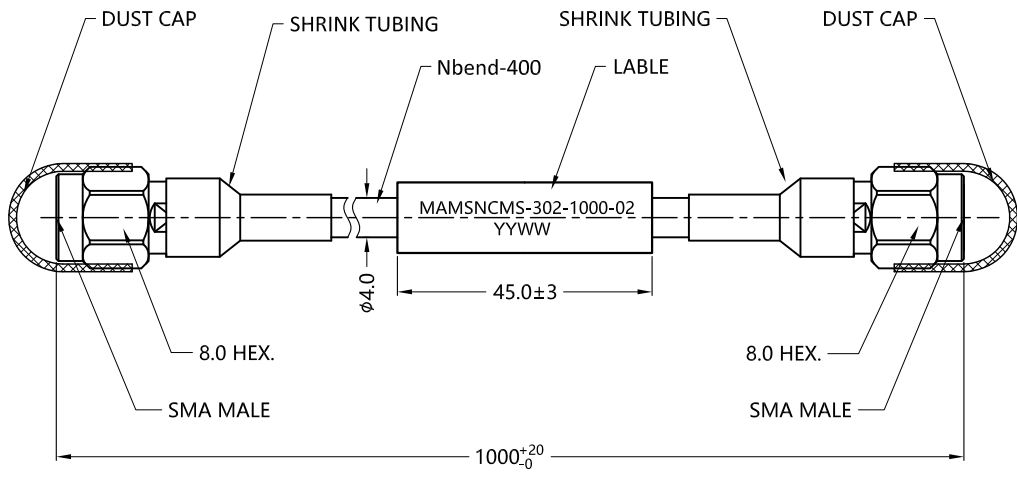 DUST CAP
SHRINK TUBING
SHRINK TUBING
DUST CAP
Nbend-400
LABLE
MAMSNCMS-302-1000-02
YYWW
ϕ4.0
45.0±3
8.0 HEX.
8.0 HEX.
SMA MALE
SMA MALE
1000+20-0